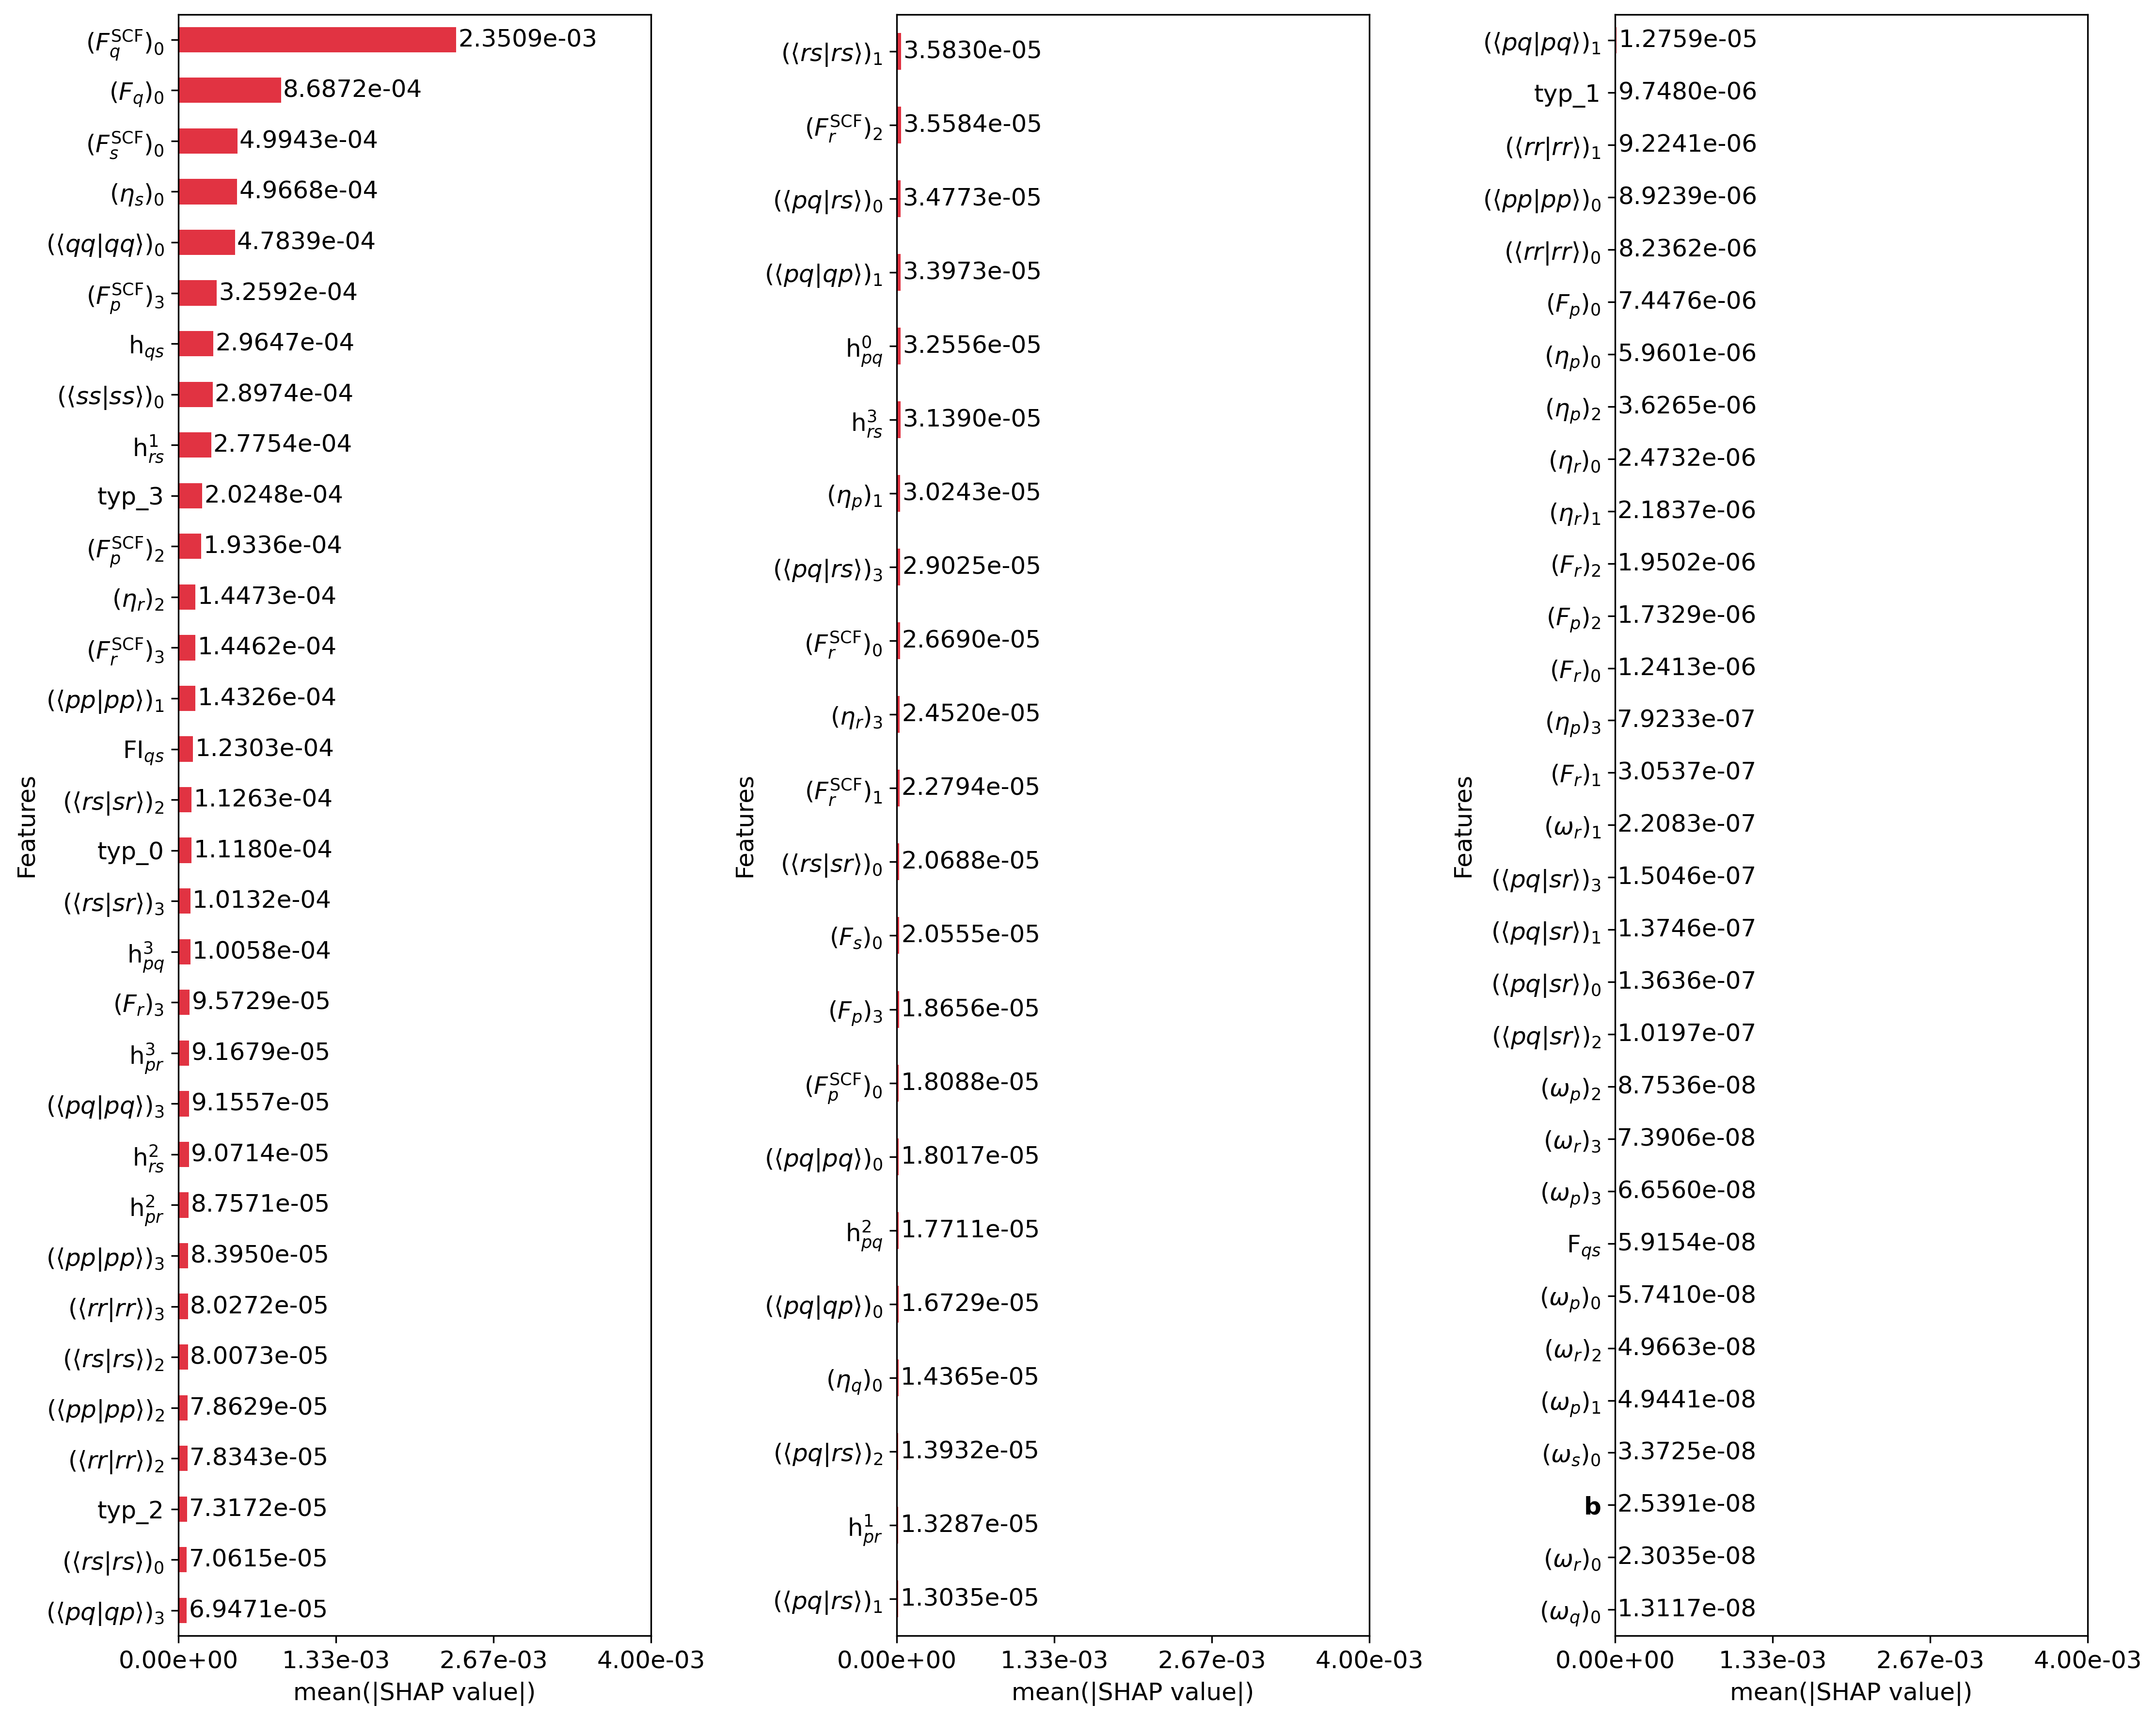 (F_q^SCF)_0 2.3509e-03
(F_q)_0 8.6872e-04
(F_s^SCF)_0 4.9943e-04
(η_s)_0 4.9668e-04
(⟨qq|qq⟩)_0 4.7839e-04
(F_p^SCF)_3 3.2592e-04
h_qs 2.9647e-04
(⟨ss|ss⟩)_0 2.8974e-04
h_rs^1 2.7754e-04
typ_3 2.0248e-04
(F_p^SCF)_2 1.9336e-04
(η_r)_2 1.4473e-04
(F_r^SCF)_3 1.4462e-04
(⟨pp|pp⟩)_1 1.4326e-04
FI_qs 1.2303e-04
(⟨rs|sr⟩)_2 1.1263e-04
typ_0 1.1180e-04
(⟨rs|sr⟩)_3 1.0132e-04
h_pq^3 1.0058e-04
(F_r)_3 9.5729e-05
h_pr^3 9.1679e-05
(⟨pq|pq⟩)_3 9.1557e-05
h_rs^2 9.0714e-05
h_pr^2 8.7571e-05
(⟨pp|pp⟩)_3 8.3950e-05
(⟨rr|rr⟩)_3 8.0272e-05
(⟨rs|rs⟩)_2 8.0073e-05
(⟨pp|pp⟩)_2 7.8629e-05
(⟨rr|rr⟩)_2 7.8343e-05
typ_2 7.3172e-05
(⟨rs|rs⟩)_0 7.0615e-05
(⟨pq|qp⟩)_3 6.9471e-05
Features
0.00e+00 1.33e-03 2.67e-03 4.00e-03
mean(|SHAP value|)
(⟨rs|rs⟩)_1 3.5830e-05
(F_r^SCF)_2 3.5584e-05
(⟨pq|rs⟩)_0 3.4773e-05
(⟨pq|qp⟩)_1 3.3973e-05
h_pq^0 3.2556e-05
h_rs^3 3.1390e-05
(η_p)_1 3.0243e-05
(⟨pq|rs⟩)_3 2.9025e-05
(F_r^SCF)_0 2.6690e-05
(η_r)_3 2.4520e-05
(F_r^SCF)_1 2.2794e-05
(⟨rs|sr⟩)_0 2.0688e-05
(F_s)_0 2.0555e-05
(F_p)_3 1.8656e-05
(F_p^SCF)_0 1.8088e-05
(⟨pq|pq⟩)_0 1.8017e-05
h_pq^2 1.7711e-05
(⟨pq|qp⟩)_0 1.6729e-05
(η_q)_0 1.4365e-05
(⟨pq|rs⟩)_2 1.3932e-05
h_pr^1 1.3287e-05
(⟨pq|rs⟩)_1 1.3035e-05
Features
0.00e+00 1.33e-03 2.67e-03 4.00e-03
mean(|SHAP value|)
(⟨pq|pq⟩)_1 1.2759e-05
typ_1 9.7480e-06
(⟨rr|rr⟩)_1 9.2241e-06
(⟨pp|pp⟩)_0 8.9239e-06
(⟨rr|rr⟩)_0 8.2362e-06
(F_p)_0 7.4476e-06
(η_p)_0 5.9601e-06
(η_p)_2 3.6265e-06
(η_r)_0 2.4732e-06
(η_r)_1 2.1837e-06
(F_r)_2 1.9502e-06
(F_p)_2 1.7329e-06
(F_r)_0 1.2413e-06
(η_p)_3 7.9233e-07
(F_r)_1 3.0537e-07
(ω_r)_1 2.2083e-07
(⟨pq|sr⟩)_3 1.5046e-07
(⟨pq|sr⟩)_1 1.3746e-07
(⟨pq|sr⟩)_0 1.3636e-07
(⟨pq|sr⟩)_2 1.0197e-07
(ω_p)_2 8.7536e-08
(ω_r)_3 7.3906e-08
(ω_p)_3 6.6560e-08
F_qs 5.9154e-08
(ω_p)_0 5.7410e-08
(ω_r)_2 4.9663e-08
(ω_p)_1 4.9441e-08
(ω_s)_0 3.3725e-08
b 2.5391e-08
(ω_r)_0 2.3035e-08
(ω_q)_0 1.3117e-08
Features
0.00e+00 1.33e-03 2.67e-03 4.00e-03
mean(|SHAP value|)